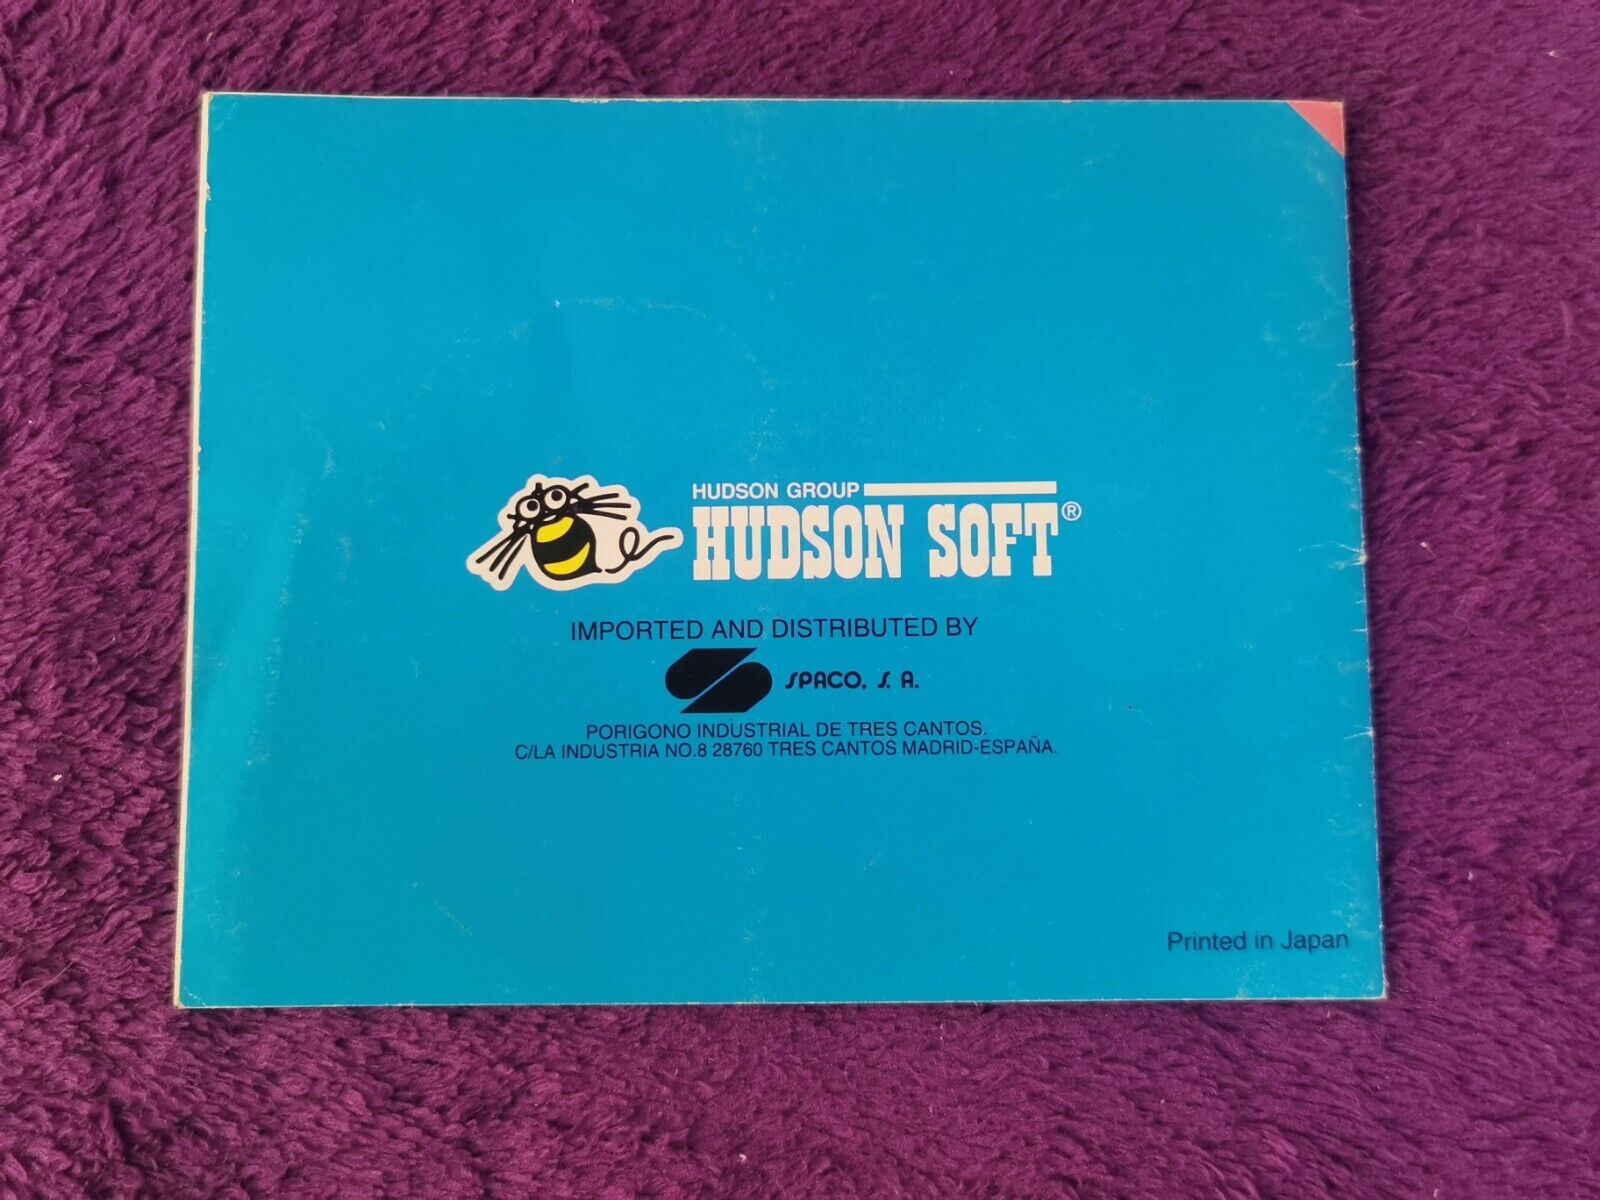 HUDSON GROUP
HUDSON SOFT®
IMPORTED AND DISTRIBUTED BY
SPACO, S. A.
PORIGONO INDUSTRIAL DE TRES CANTOS.
C/LA INDUSTRIA NO.8 28760 TRES CANTOS MADRID-ESPAÑA.
Printed in Japan